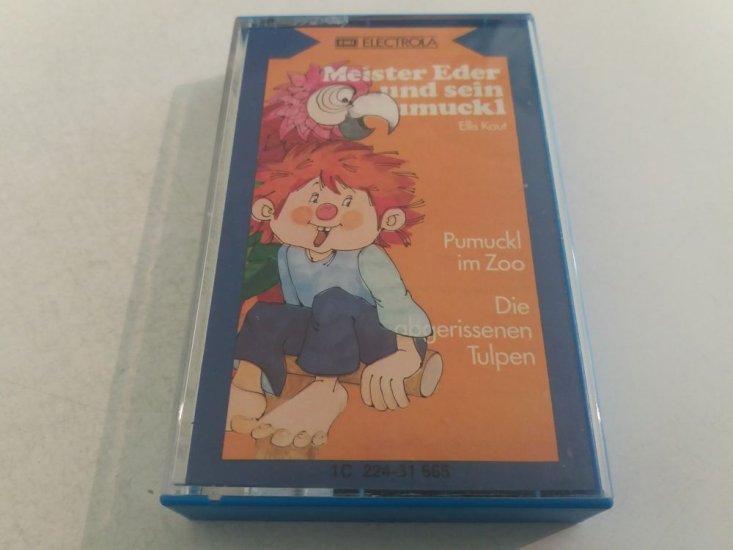 EMI ELECTROLA
Meister Eder
und sein
umuckl
Ellis Kaut
Pumuckl
im Zoo
Die
abgerissenen
Tulpen
1C 224-31 665